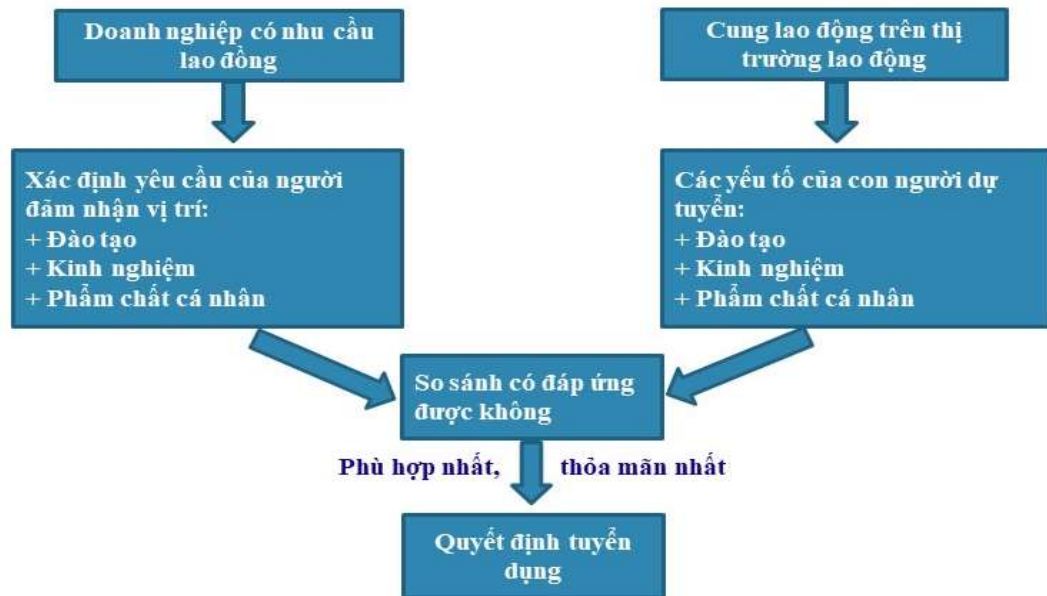 Doanh nghiệp có nhu cầu
lao đồng
Cung lao động trên thị
trường lao động
Xác định yêu cầu của người
đảm nhận vị trí:
+ Đào tạo
+ Kinh nghiệm
+ Phẩm chất cá nhân
Các yếu tố của con người dự
tuyển:
+ Đào tạo
+ Kinh nghiệm
+ Phẩm chất cá nhân
So sánh có đáp ứng
được không
Phù hợp nhất, thỏa mãn nhất
Quyết định tuyển
dụng